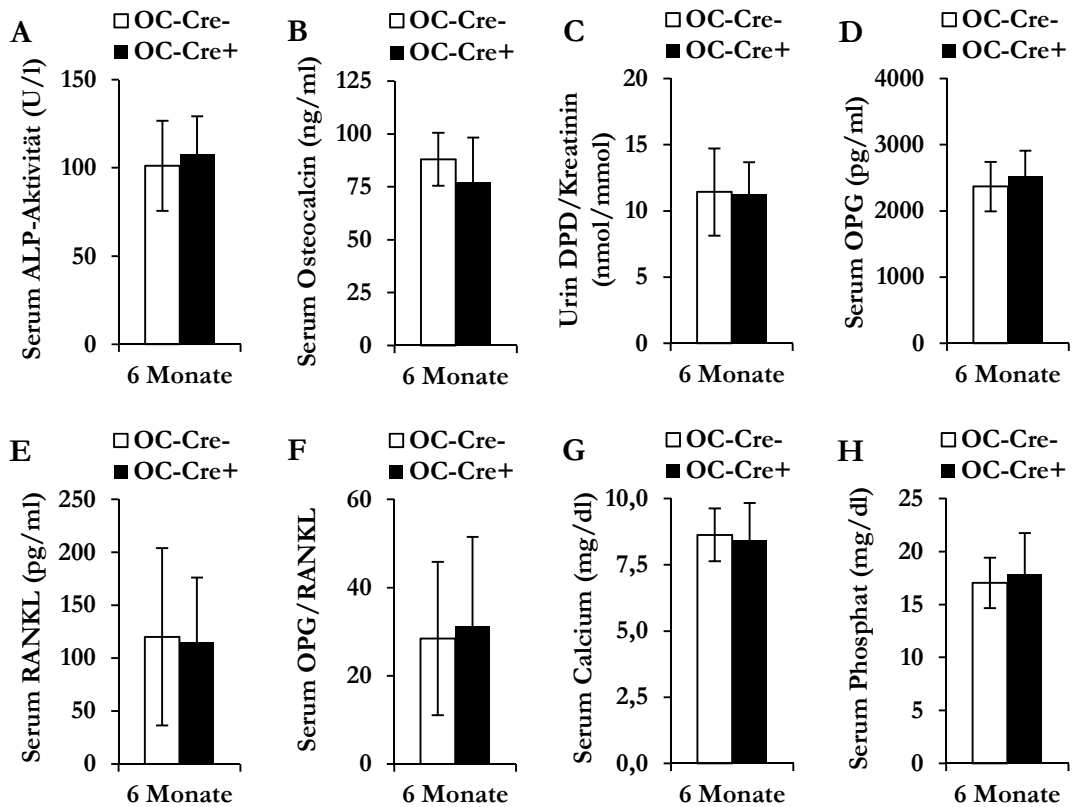 A
OC-Cre-
OC-Cre+
Serum ALP-Aktivität (U/l)
150
100
50
0
6 Monate
B
OC-Cre-
OC-Cre+
Serum Osteocalcin (ng/ml)
125
100
75
50
25
0
6 Monate
C
OC-Cre-
OC-Cre+
Urin DPD/Kreatinin
(nmol/mmol)
20
15
10
5
0
6 Monate
D
OC-Cre-
OC-Cre+
Serum OPG (pg/ml)
4000
3000
2000
1000
0
6 Monate
E
OC-Cre-
OC-Cre+
Serum RANKL (pg/ml)
250
200
150
100
50
0
6 Monate
F
OC-Cre-
OC-Cre+
Serum OPG/RANKL
60
40
20
0
6 Monate
G
OC-Cre-
OC-Cre+
Serum Calcium (mg/dl)
10,0
7,5
5,0
2,5
0,0
6 Monate
H
OC-Cre-
OC-Cre+
Serum Phosphat (mg/dl)
25
20
15
10
5
0
6 Monate